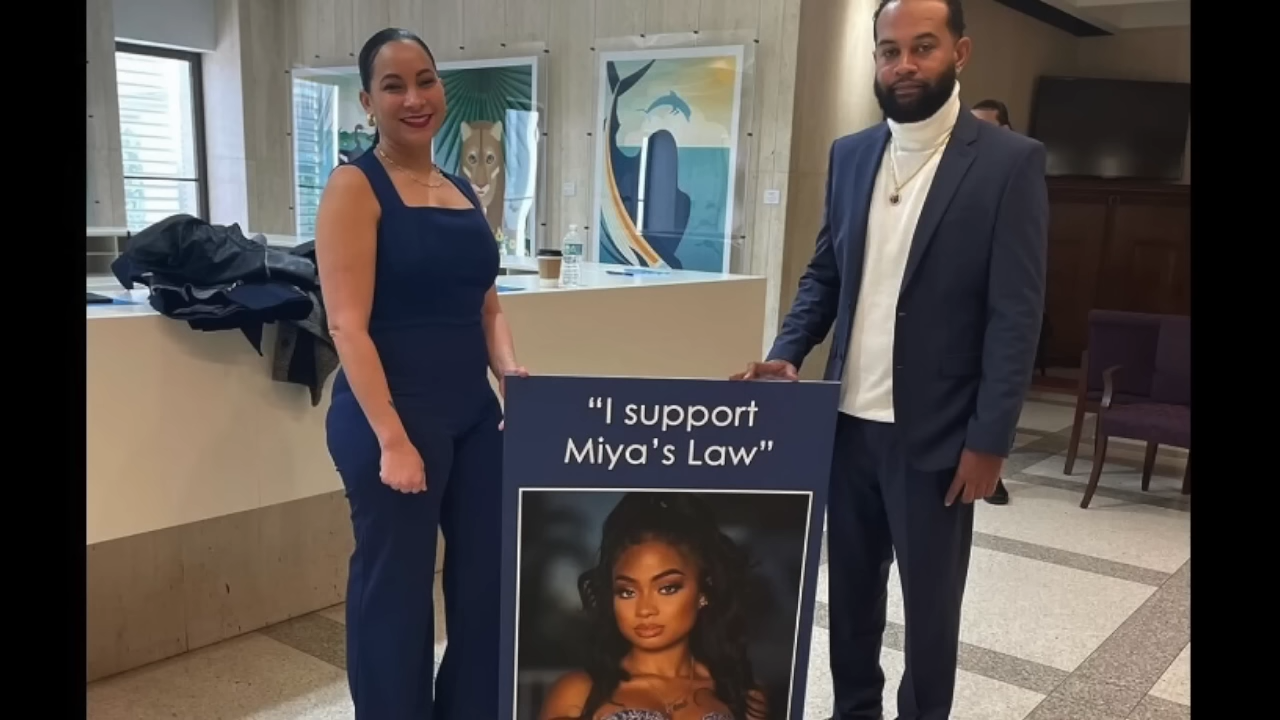 “I support
Miya’s Law”